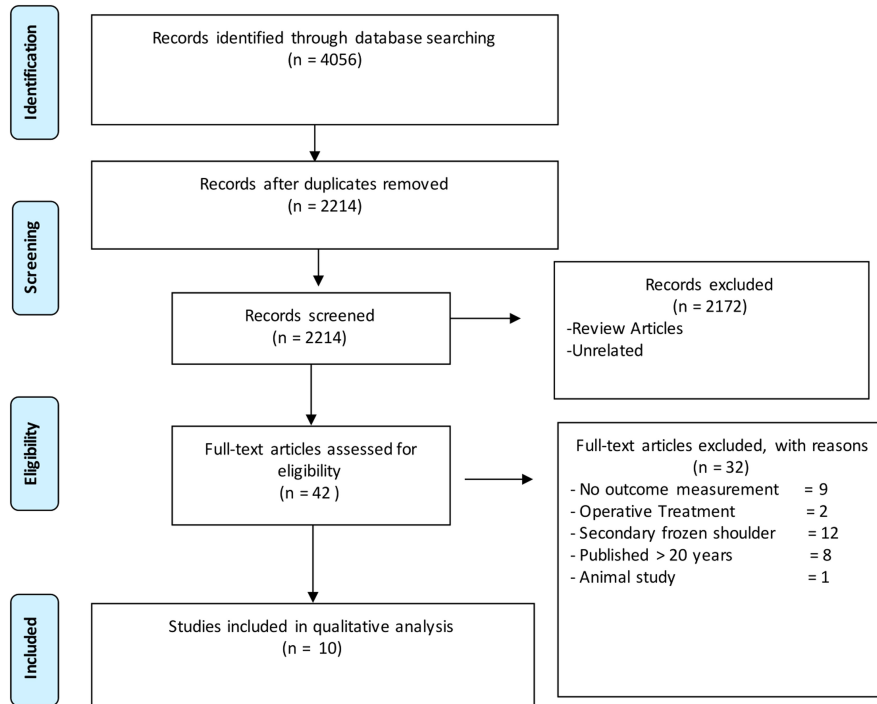 Identification
Records identified through database searching
(n = 4056)
Records after duplicates removed
(n = 2214)
Screening
Records screened
(n = 2214)
Records excluded
(n = 2172)
-Review Articles
-Unrelated
Eligibility
Full-text articles assessed for
eligibility
(n = 42 )
Full-text articles excluded, with reasons
(n = 32)
- No outcome measurement = 9
- Operative Treatment = 2
- Secondary frozen shoulder = 12
- Published > 20 years = 8
- Animal study = 1
Included
Studies included in qualitative analysis
(n = 10)